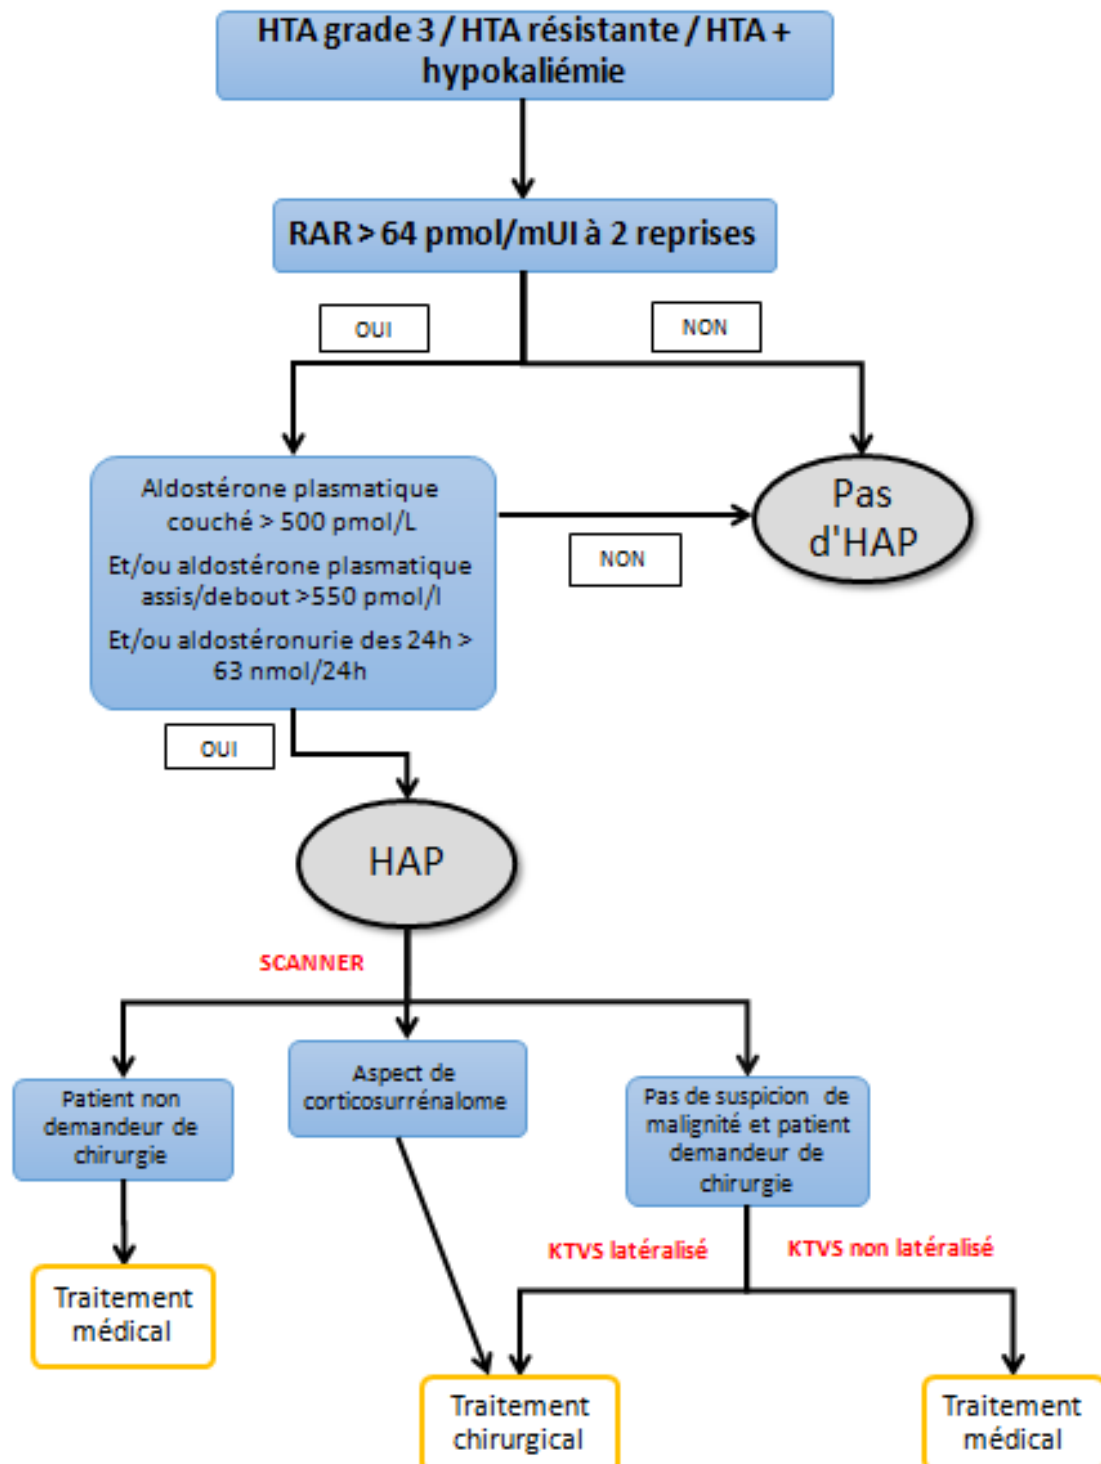 HTA grade 3 / HTA résistante / HTA +
hypokaliémie
RAR > 64 pmol/mUI à 2 reprises
OUI
NON
Aldostérone plasmatique
couché > 500 pmol/L
Et/ou aldostérone plasmatique
assis/debout >550 pmol/l
Et/ou aldostéronurie des 24h >
63 nmol/24h
NON
Pas
d'HAP
OUI
HAP
SCANNER
Patient non
demandeur de
chirurgie
Aspect de
corticosurrénalome
Pas de suspicion de
malignité et patient
demandeur de
chirurgie
KTVS latéralisé
KTVS non latéralisé
Traitement
médical
Traitement
chirurgical
Traitement
médical